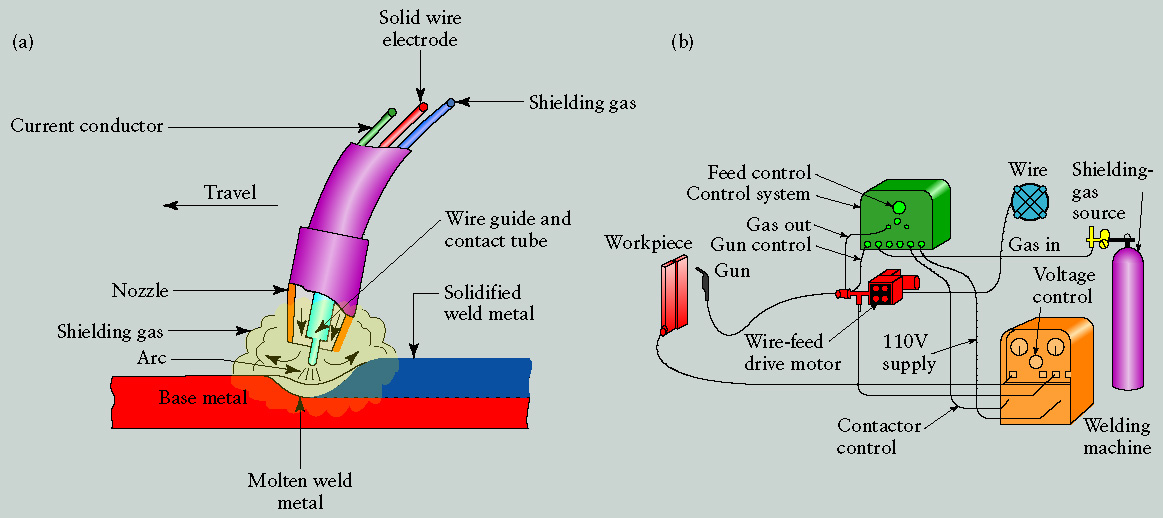 (a)
Solid wire
electrode
Shielding gas
Current conductor
Travel
Wire guide and
contact tube
Nozzle
Solidified
weld metal
Shielding gas
Arc
Base metal
Molten weld
metal
(b)
Feed control
Control system
Gas out
Gun control
Workpiece
Gun
Wire
Shielding-
gas
source
Gas in
Voltage
control
Wire-feed
drive motor
110V
supply
Contactor
control
Welding
machine